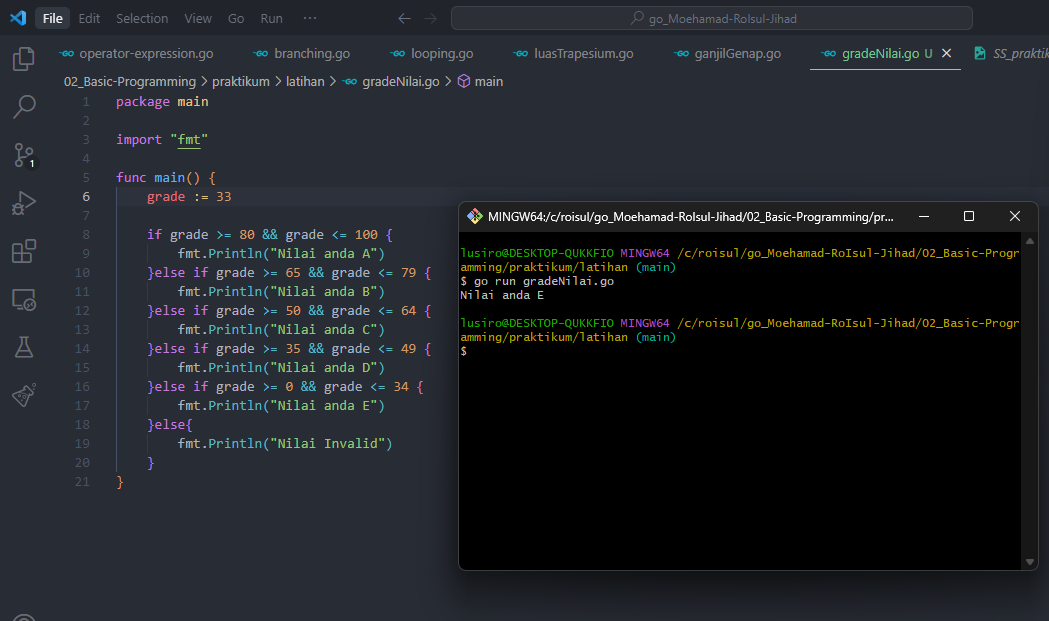 File Edit Selection View Go Run ··· go_Moehamad-RoIsul-Jihad
operator-expression.go branching.go looping.go luasTrapesium.go ganjilGenap.go gradeNilai.go U SS_praktik
02_Basic-Programming > praktikum > latihan > gradeNilai.go > main
1 package main
2
3 import "fmt"
4
5 func main() {
6 grade := 33
7
8 if grade >= 80 && grade <= 100 {
9 fmt.Println("Nilai anda A")
10 }else if grade >= 65 && grade <= 79 {
11 fmt.Println("Nilai anda B")
12 }else if grade >= 50 && grade <= 64 {
13 fmt.Println("Nilai anda C")
14 }else if grade >= 35 && grade <= 49 {
15 fmt.Println("Nilai anda D")
16 }else if grade >= 0 && grade <= 34 {
17 fmt.Println("Nilai anda E")
18 }else{
19 fmt.Println("Nilai Invalid")
20 }
21 }
1
MINGW64:/c/roisul/go_Moehamad-RoIsul-Jihad/02_Basic-Programming/pr...
lusiro@DESKTOP-QUKKFIO MINGW64 /c/roisul/go_Moehamad-RoIsul-Jihad/02_Basic-Progr
amming/praktikum/latihan (main)
$ go run gradeNilai.go
Nilai anda E
lusiro@DESKTOP-QUKKFIO MINGW64 /c/roisul/go_Moehamad-RoIsul-Jihad/02_Basic-Progr
amming/praktikum/latihan (main)
$